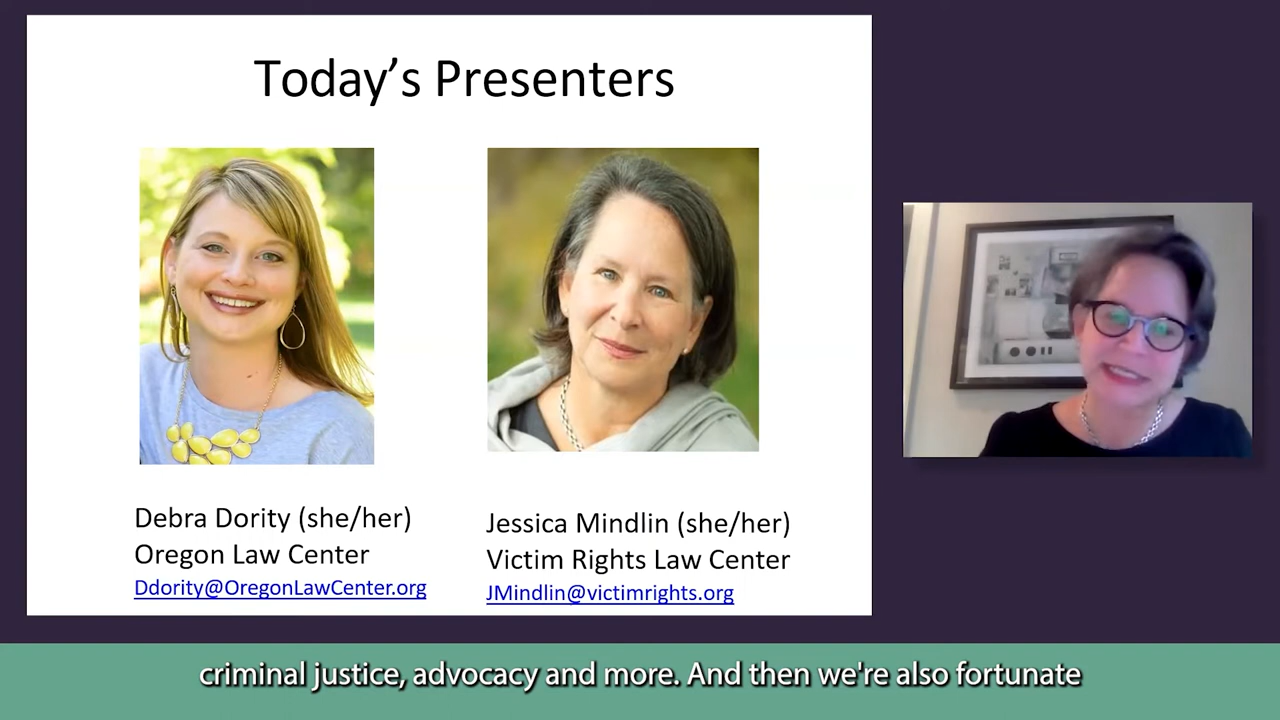 Today's Presenters
Debra Dority (she/her)
Oregon Law Center
Ddority@OregonLawCenter.org
Jessica Mindlin (she/her)
Victim Rights Law Center
JMindlin@victimrights.org
criminal justice, advocacy and more. And then we're also fortunate